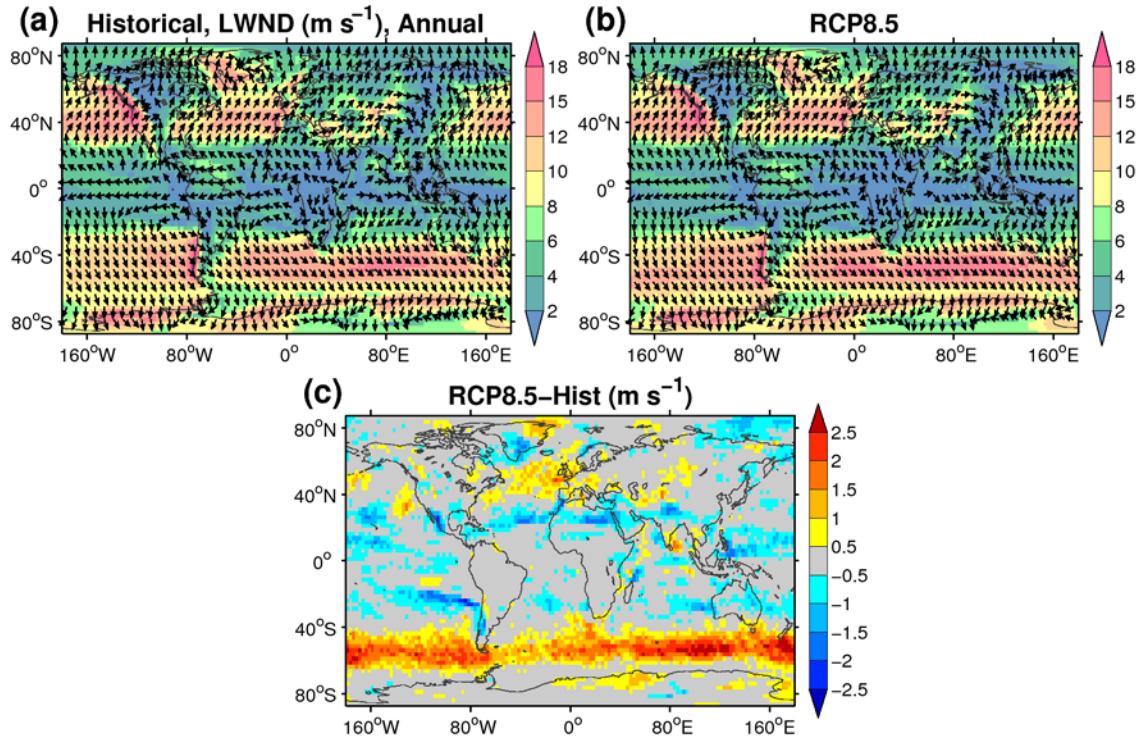 (a) Historical, LWND (m s⁻¹), Annual
80°N
40°N
0°
40°S
80°S
160°W 80°W 0° 80°E 160°E
18
15
12
10
8
6
4
2
(b) RCP8.5
80°N
40°N
0°
40°S
80°S
160°W 80°W 0° 80°E 160°E
18
15
12
10
8
6
4
2
(c) RCP8.5−Hist (m s⁻¹)
80°N
40°N
0°
40°S
80°S
160°W 80°W 0° 80°E 160°E
2.5
2
1.5
1
0.5
−0.5
−1
−1.5
−2
−2.5